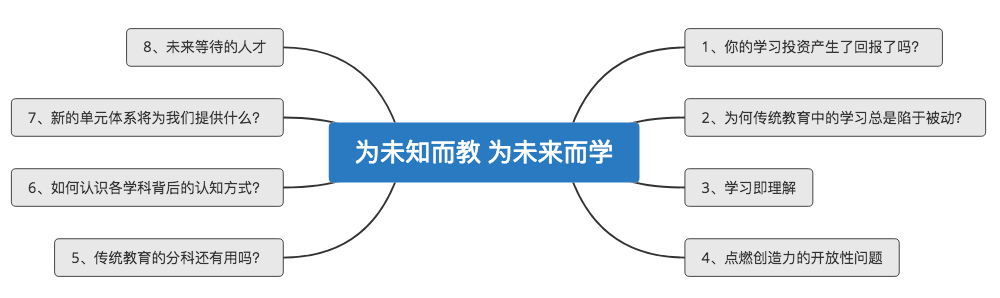 为未知而教 为未来而学
1、你的学习投资产生了回报了吗？
2、为何传统教育中的学习总是陷于被动？
3、学习即理解
4、点燃创造力的开放性问题
5、传统教育的分科还有用吗？
6、如何认识各学科背后的认知方式？
7、新的单元体系将为我们提供什么？
8、未来等待的人才